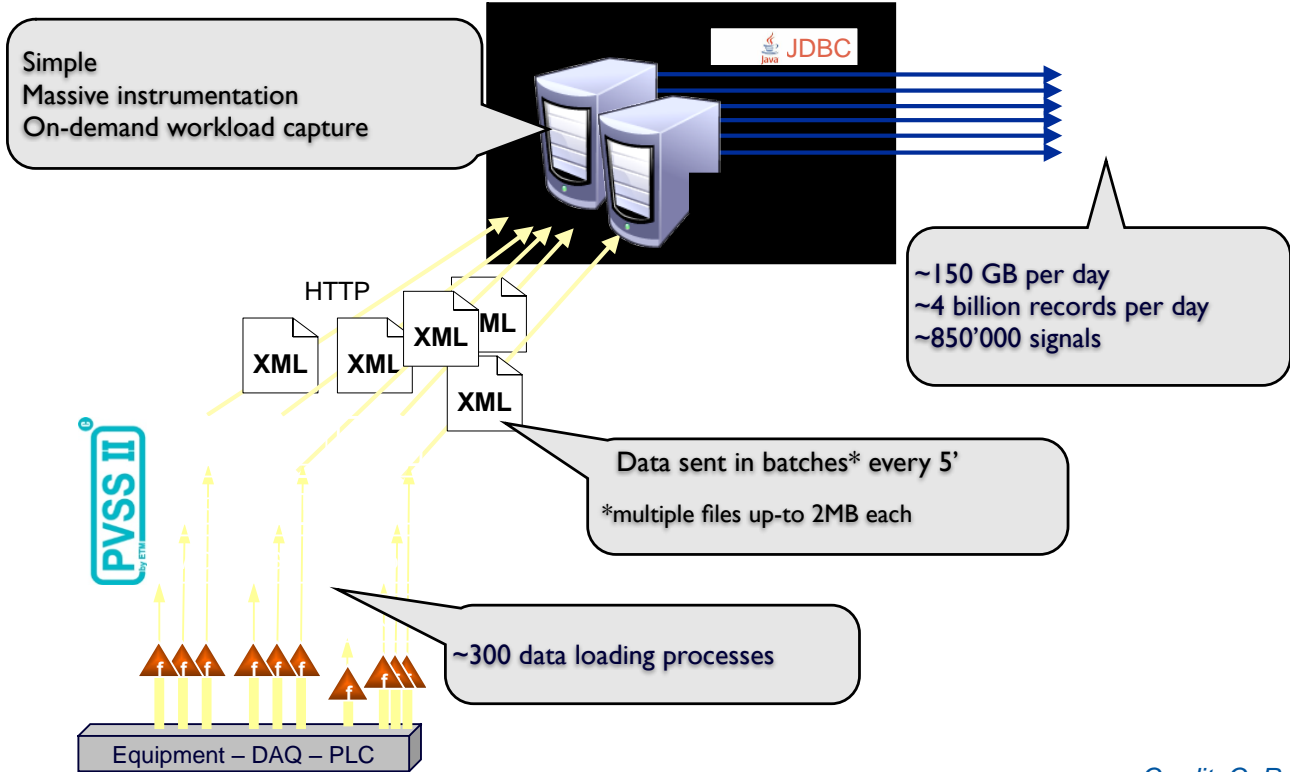 Simple
Massive instrumentation
On-demand workload capture
Java
JDBC
~150 GB per day
~4 billion records per day
~850'000 signals
HTTP
XML
XML
XML
ML
XML
Data sent in batches* every 5'
*multiple files up-to 2MB each
PVSS II
by ETM
~300 data loading processes
f f f f f f f f f f
Equipment – DAQ – PLC